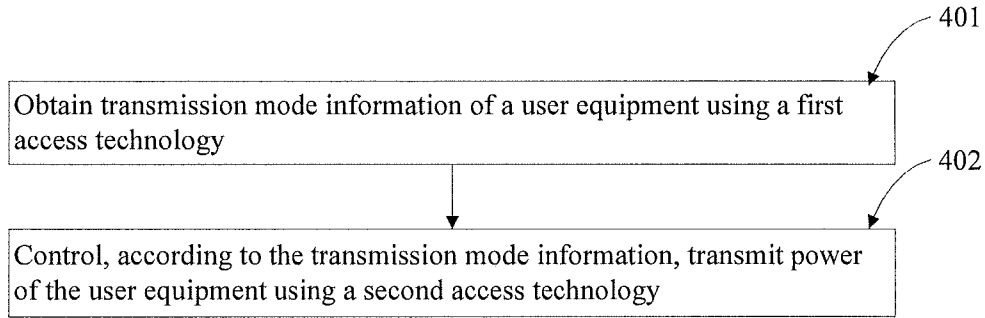 401
Obtain transmission mode information of a user equipment using a first
access technology
402
Control, according to the transmission mode information, transmit power
of the user equipment using a second access technology